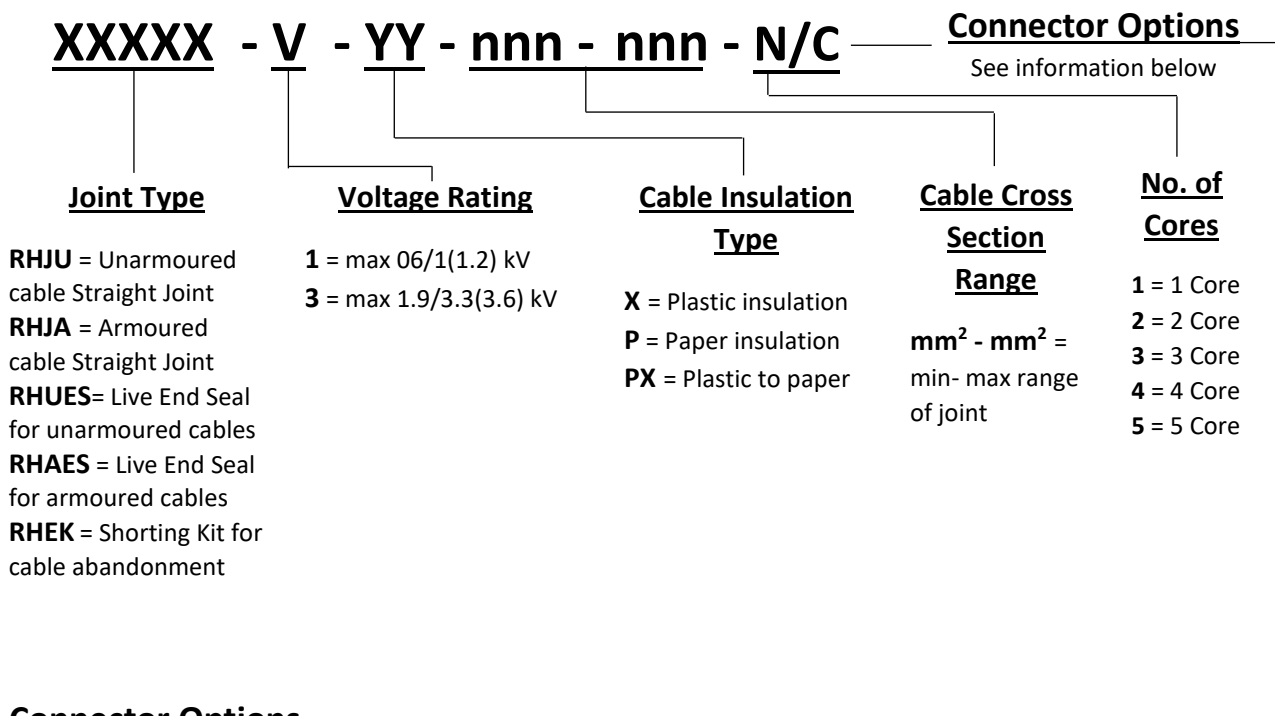 XXXXX - V - YY - nnn - nnn - N/C
Connector Options
See information below
Joint Type
RHJU = Unarmoured
cable Straight Joint
RHJA = Armoured
cable Straight Joint
RHUES= Live End Seal
for unarmoured cables
RHAES = Live End Seal
for armoured cables
RHEK = Shorting Kit for
cable abandonment
Voltage Rating
1 = max 06/1(1.2) kV
3 = max 1.9/3.3(3.6) kV
Cable Insulation
Type
X = Plastic insulation
P = Paper insulation
PX = Plastic to paper
Cable Cross
Section
Range
mm² - mm² =
min- max range
of joint
No. of
Cores
1 = 1 Core
2 = 2 Core
3 = 3 Core
4 = 4 Core
5 = 5 Core
Connector Options